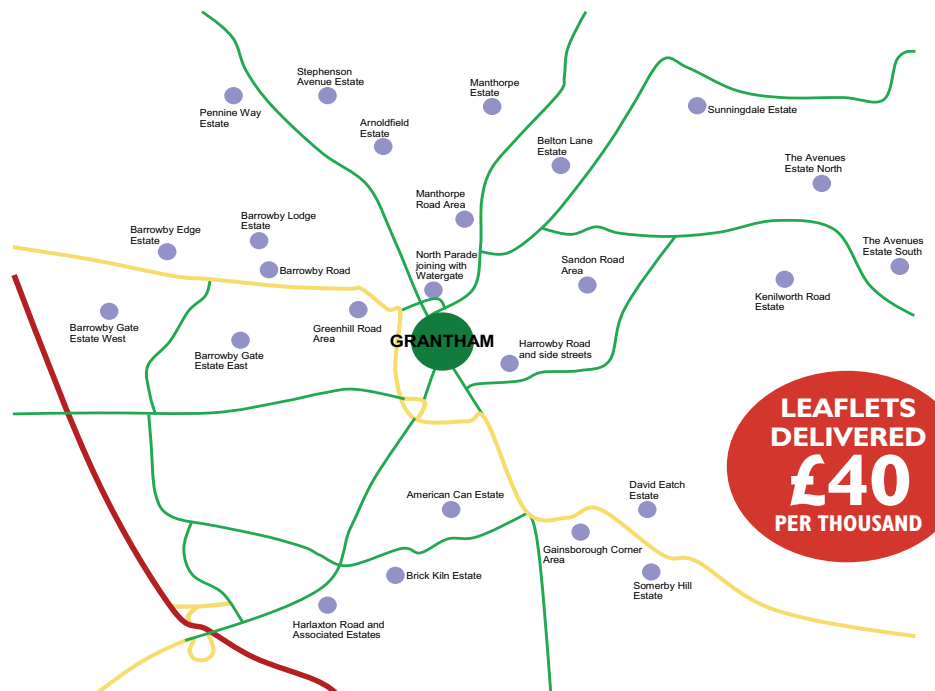 Stephenson
Avenue Estate
Manthorpe
Estate
Pennine Way
Estate
Arnoldfield
Estate
Sunningdale Estate
Belton Lane
Estate
The Avenues
Estate North
Manthorpe
Road Area
Barrowby Lodge
Estate
Barrowby Edge
Estate
The Avenues
Estate South
North Parade
joining with
Watergate
Sandon Road
Area
Barrowby Road
Kenilworth Road
Estate
Barrowby Gate
Estate West
Greenhill Road
Area
GRANTHAM
Harrowby Road
and side streets
Barrowby Gate
Estate East
LEAFLETS
DELIVERED
£40
PER THOUSAND
American Can Estate
David Eatch
Estate
Gainsborough Corner
Area
Brick Kiln Estate
Somerby Hill
Estate
Harlaxton Road and
Associated Estates